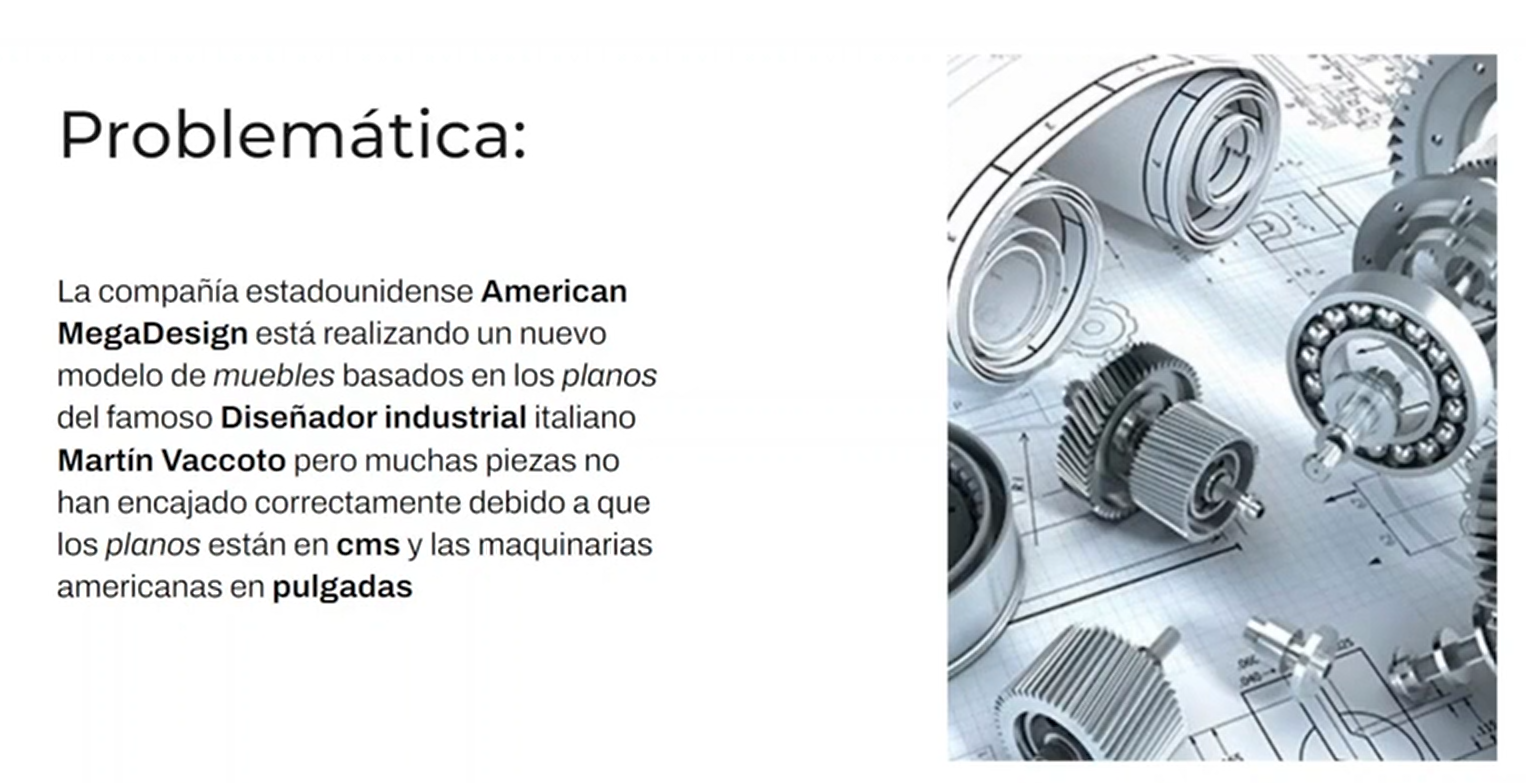 Problemática:
La compañía estadounidense American
MegaDesign está realizando un nuevo
modelo de muebles basados en los planos
del famoso Diseñador industrial italiano
Martín Vaccoto pero muchas piezas no
han encajado correctamente debido a que
los planos están en cms y las maquinarias
americanas en pulgadas